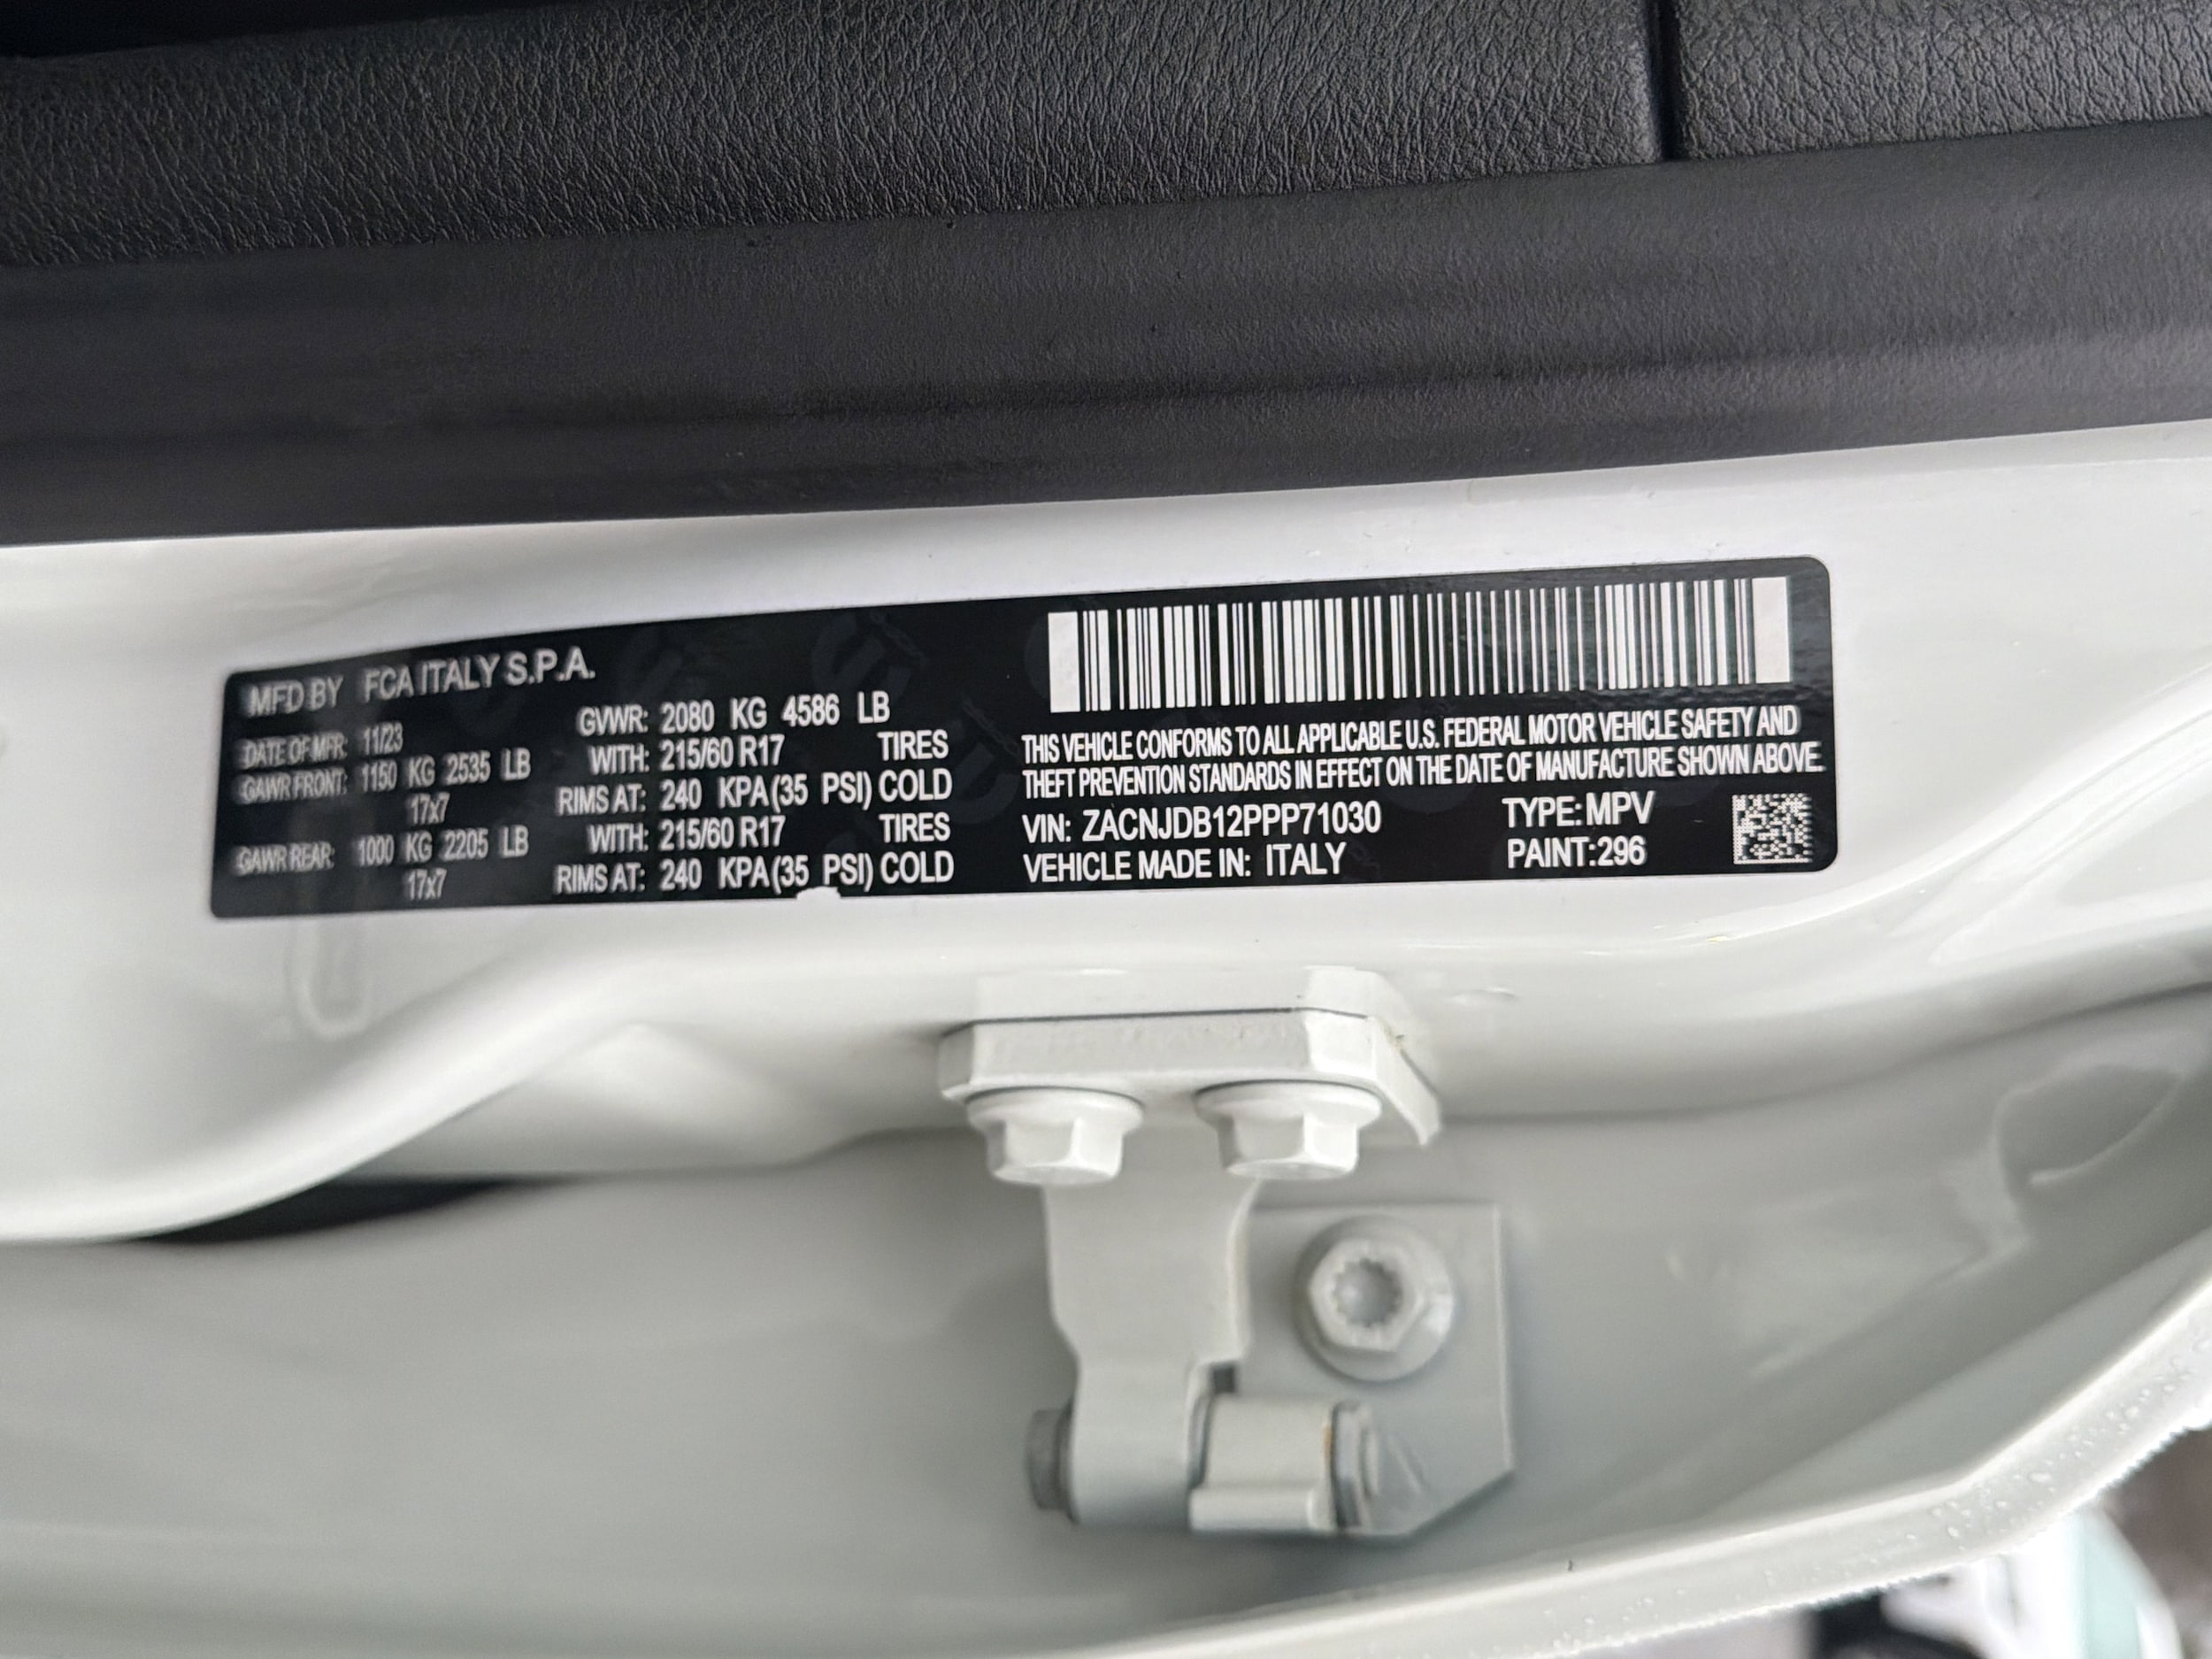 MFD BY FCA ITALY S.P.A.
DATE OF MFR: 11/23 GVWR: 2080 KG 4586 LB
GAWR FRONT: 1150 KG 2535 LB WITH: 215/60 R17 TIRES
17x7 RIMS AT: 240 KPA(35 PSI) COLD
GAWR REAR: 1000 KG 2205 LB WITH: 215/60 R17 TIRES
17x7 RIMS AT: 240 KPA(35 PSI) COLD
THIS VEHICLE CONFORMS TO ALL APPLICABLE U.S. FEDERAL MOTOR VEHICLE SAFETY AND
THEFT PREVENTION STANDARDS IN EFFECT ON THE DATE OF MANUFACTURE SHOWN ABOVE.
VIN: ZACNJDB12PPP71030 TYPE: MPV
VEHICLE MADE IN: ITALY PAINT:296